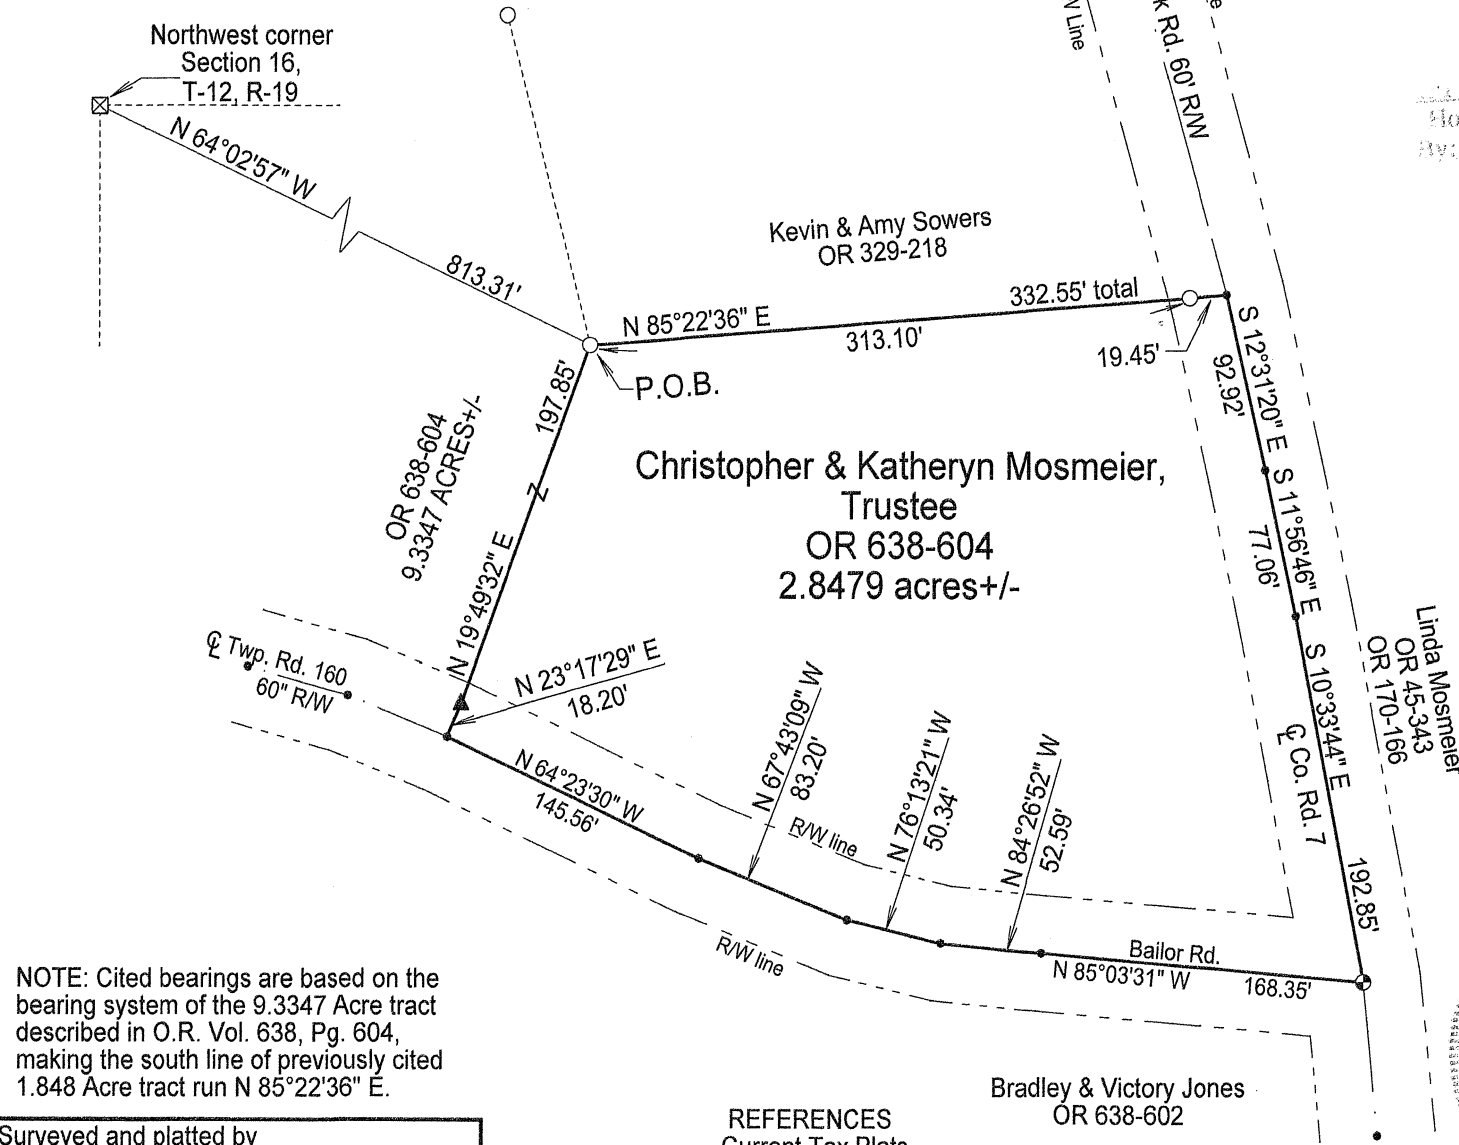 Northwest corner
Section 16,
T-12, R-19
N 64°02'57" W
813.31'
Line
Rd. 60' R/W
Kevin & Amy Sowers
OR 329-218
N 85°22'36" E
332.55' total
313.10'
19.45'
P.O.B.
S 12°31'20" E
92.92'
197.85'
N 19°49'32" E
OR 638-604
9.3347 ACRES+/-
Christopher & Katheryn Mosmeier,
Trustee
OR 638-604
2.8479 acres+/-
S 11°56'46" E
77.06'
S 10°33'44" E
192.85'
℄ Co. Rd. 7
Linda Mosmeier
OR 45-343
OR 170-166
℄ Twp. Rd. 160
60" R/W
N 23°17'29" E
18.20'
N 64°23'30" W
145.56'
N 67°43'09" W
83.20'
R/W line
N 76°13'21" W
50.34'
N 84°26'52" W
52.59'
R/W line
Bailor Rd.
N 85°03'31" W
168.35'
NOTE: Cited bearings are based on the
bearing system of the 9.3347 Acre tract
described in O.R. Vol. 638, Pg. 604,
making the south line of previously cited
1.848 Acre tract run N 85°22'36" E.
Surveyed and platted by
REFERENCES
Current Tax Plats
Bradley & Victory Jones
OR 638-602
By: